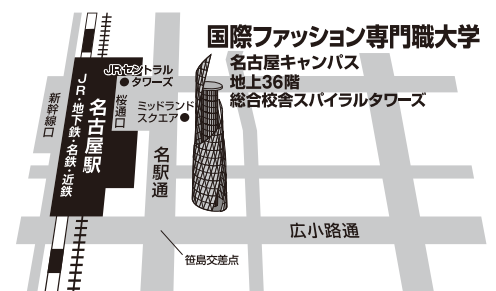 国際ファッション専門職大学
名古屋キャンパス
地上36階
総合校舎スパイラルタワーズ
JRセントラル
タワーズ
ミッドランド
スクエア
桜通口
新幹線口
名古屋駅
JR・地下鉄・名鉄・近鉄
名駅通
広小路通
笹島交差点